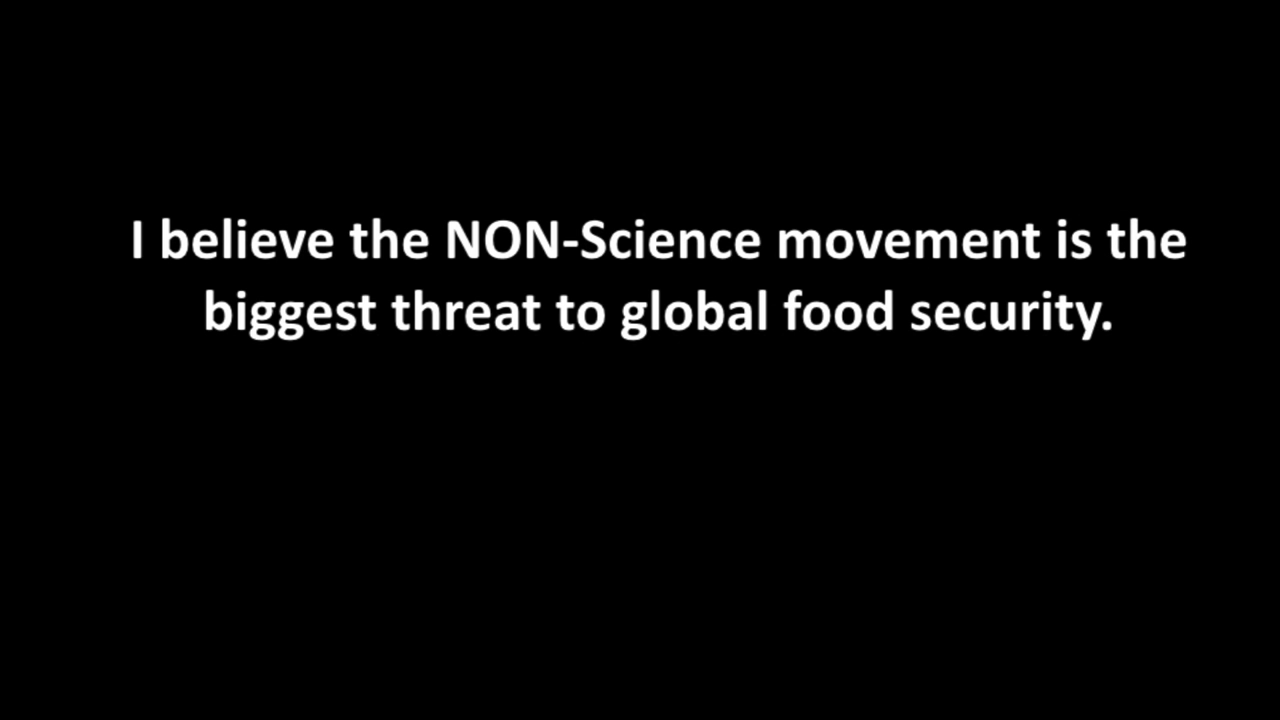 I believe the NON-Science movement is the
biggest threat to global food security.